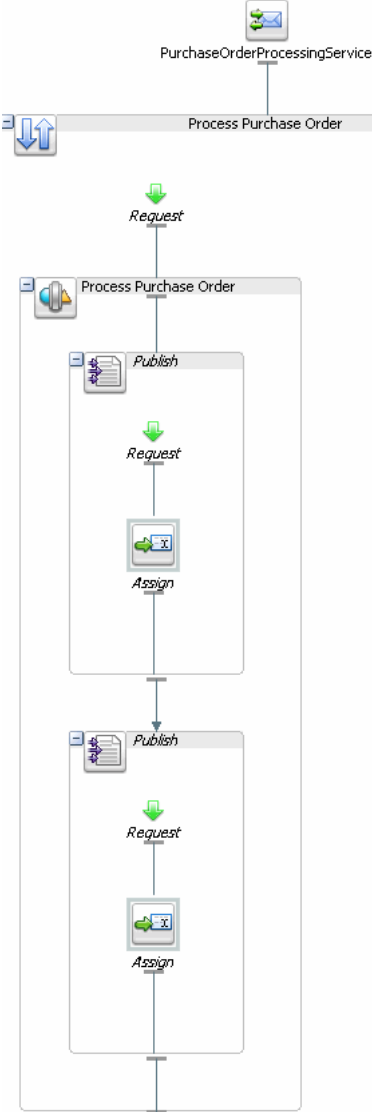 PurchaseOrderProcessingService
Process Purchase Order
Request
Process Purchase Order
Publish
Request
x
Assign
Publish
Request
x
Assign